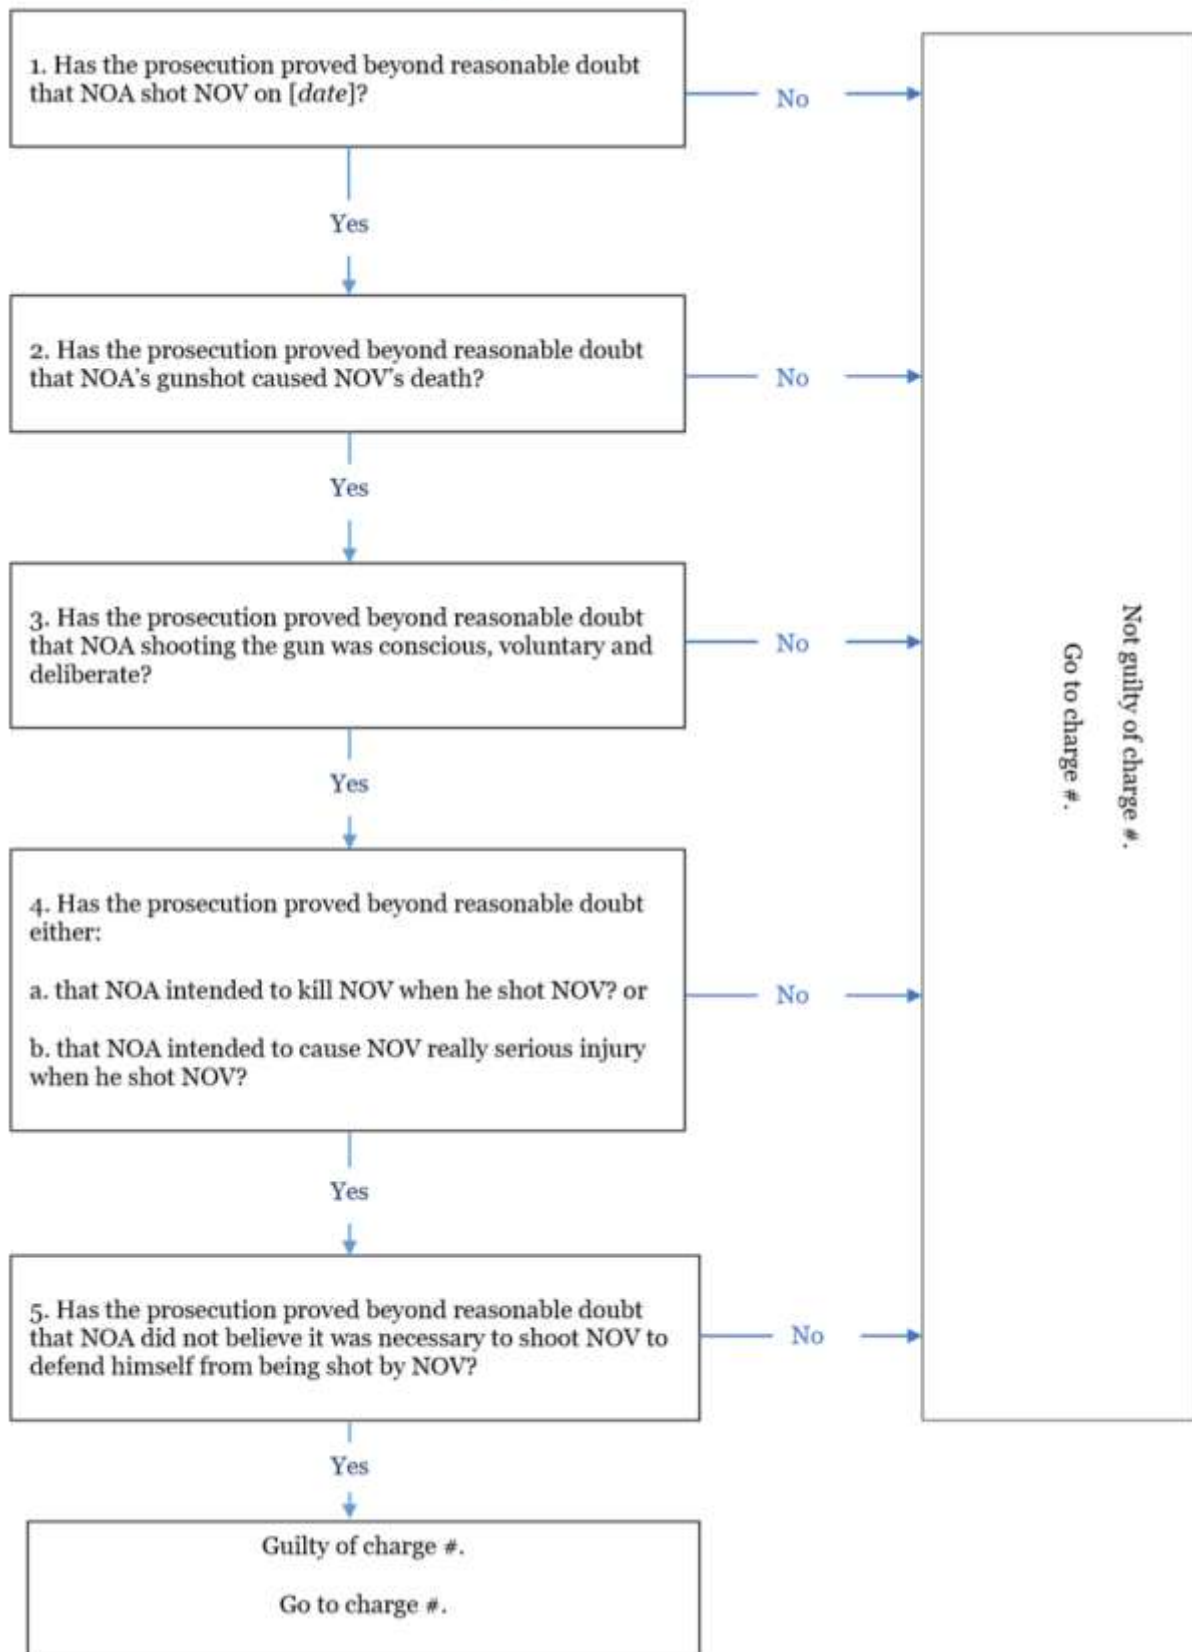 1. Has the prosecution proved beyond reasonable doubt
that NOA shot NOV on [date]?
No
Yes
2. Has the prosecution proved beyond reasonable doubt
that NOA’s gunshot caused NOV’s death?
No
Yes
3. Has the prosecution proved beyond reasonable doubt
that NOA shooting the gun was conscious, voluntary and
deliberate?
No
Yes
4. Has the prosecution proved beyond reasonable doubt
either:
a. that NOA intended to kill NOV when he shot NOV? or
b. that NOA intended to cause NOV really serious injury
when he shot NOV?
No
Yes
5. Has the prosecution proved beyond reasonable doubt
that NOA did not believe it was necessary to shoot NOV to
defend himself from being shot by NOV?
No
Yes
Guilty of charge #.
Go to charge #.
Not guilty of charge #.
Go to charge #.